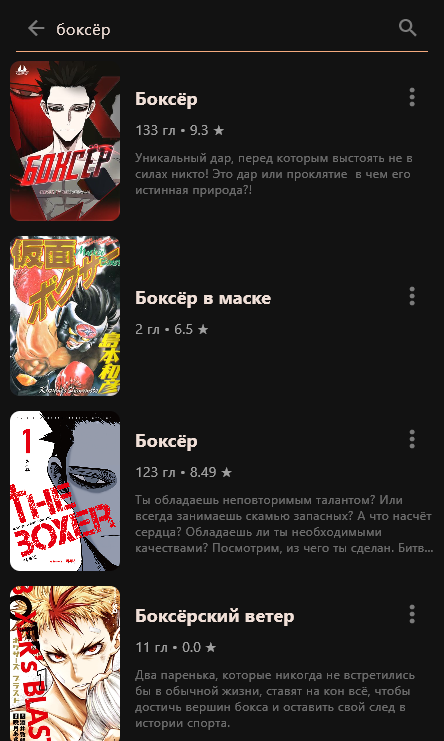 боксёр
Боксёр
133 гл • 9.3 ★
Уникальный дар, перед которым выстоять не в
силах никто! Это дар или проклятие в чем его
истинная природа?!
БОКСЁР
仮面
ボクサー
島本和彦
Боксёр в маске
2 гл • 6.5 ★
1
THE
BOXER
Боксёр
123 гл • 8.49 ★
Ты обладаешь неповторимым талантом? Или
всегда занимаешь скамью запасных? А что насчёт
сердца? Обладаешь ли ты необходимыми
качествами? Посмотрим, из чего ты сделан. Битв...
BOXER'S BLAST
Боксёрский ветер
11 гл • 0.0 ★
Два паренька, которые никогда не встретились
бы в обычной жизни, ставят на кон всё, чтобы
достичь вершин бокса и оставить свой след в
истории спорта.